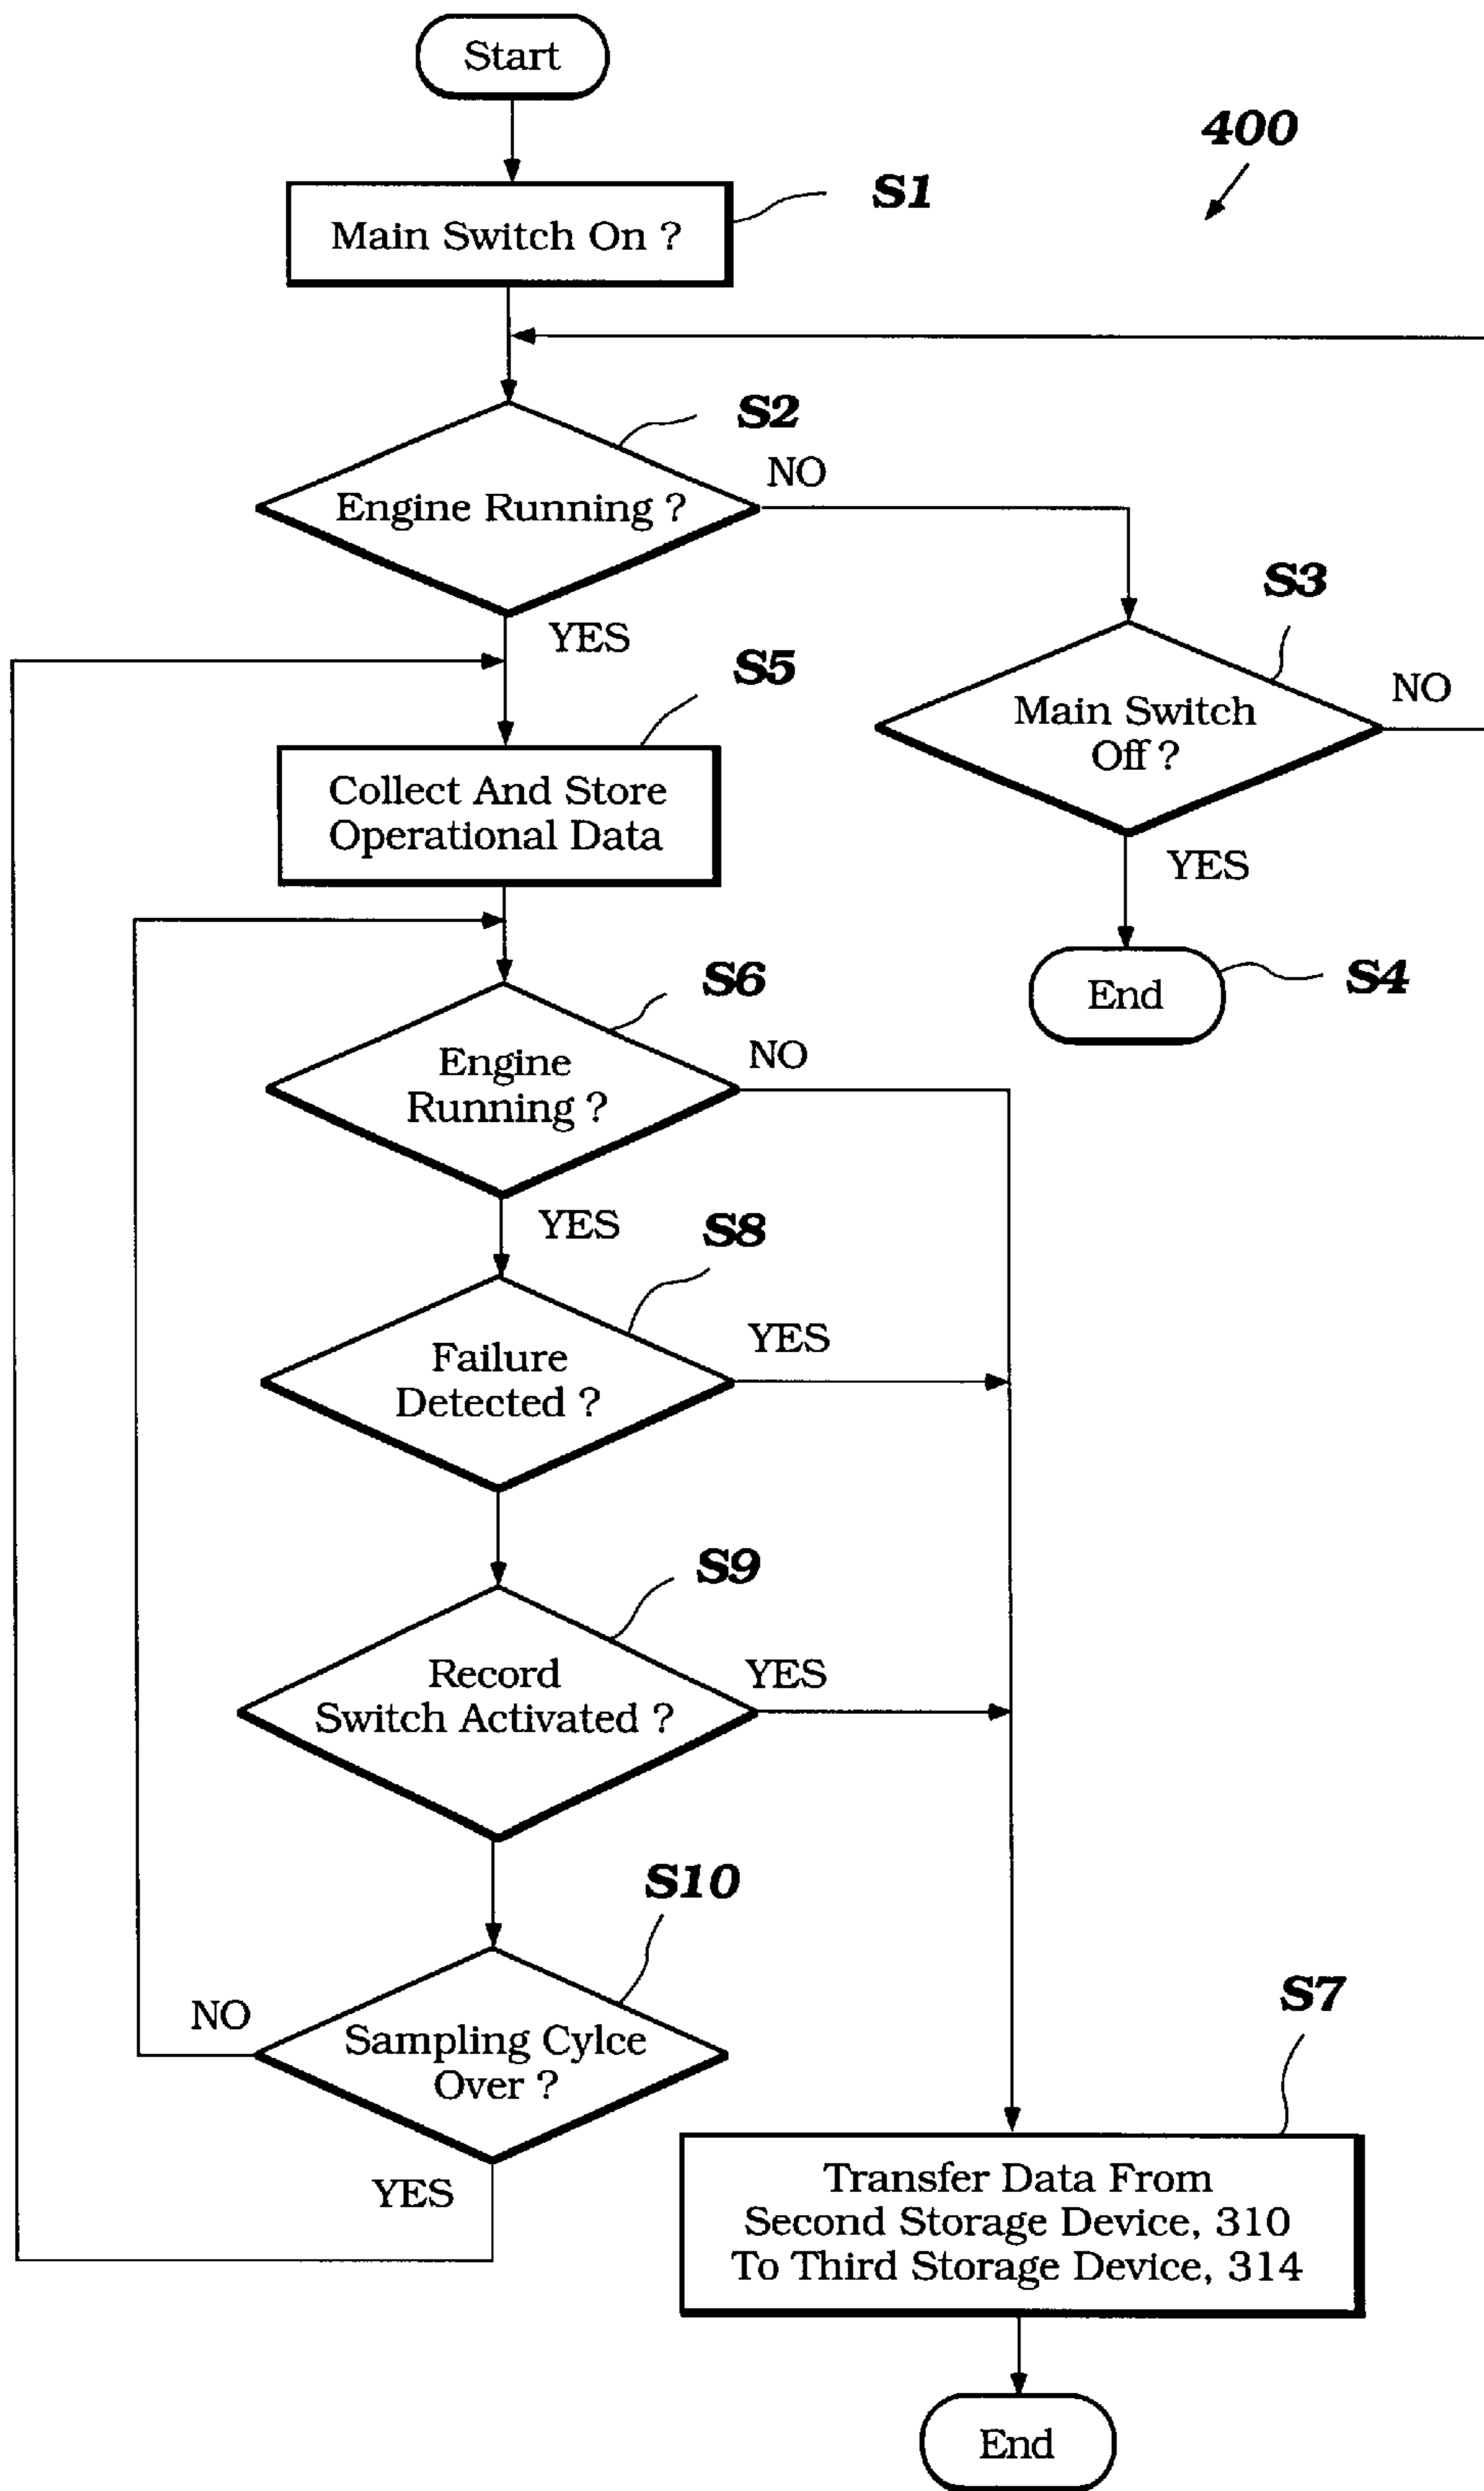 Start
400
S1
Main Switch On ?
S2
NO
Engine Running ?
S3
YES
S5
NO
Main Switch
Off ?
Collect And Store
Operational Data
YES
S6
S4
End
NO
Engine
Running ?
YES
S8
YES
Failure
Detected ?
S9
YES
Record
Switch Activated ?
S10
S7
NO
Sampling Cylce
Over ?
YES
Transfer Data From
Second Storage Device, 310
To Third Storage Device, 314
End